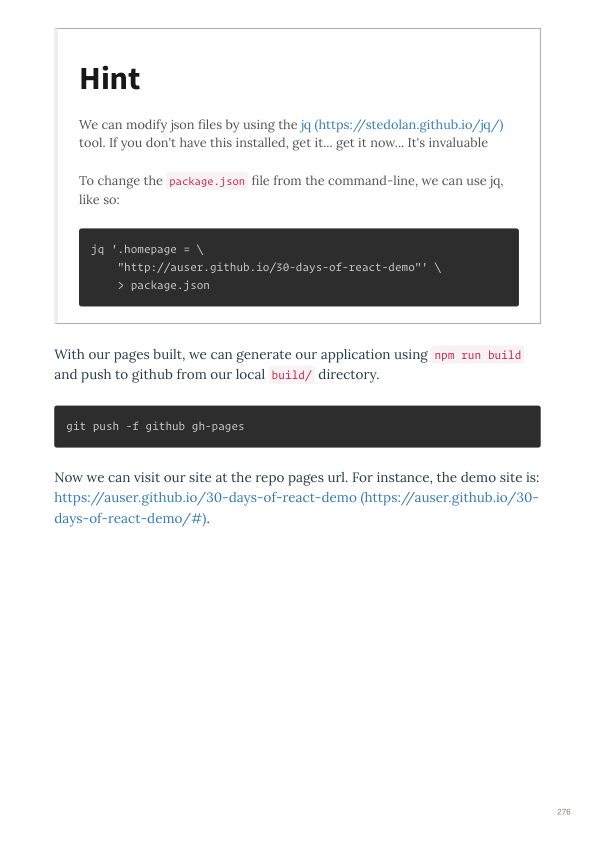 Hint
We can modify json files by using the jq (https://stedolan.github.io/jq/)
tool. If you don't have this installed, get it... get it now... It's invaluable
To change the package.json file from the command-line, we can use jq,
like so:
jq '.homepage = \
    "http://auser.github.io/30-days-of-react-demo"' \
    > package.json
With our pages built, we can generate our application using npm run build
and push to github from our local build/ directory.
git push -f github gh-pages
Now we can visit our site at the repo pages url. For instance, the demo site is:
https://auser.github.io/30-days-of-react-demo (https://auser.github.io/30-
days-of-react-demo/#).
276